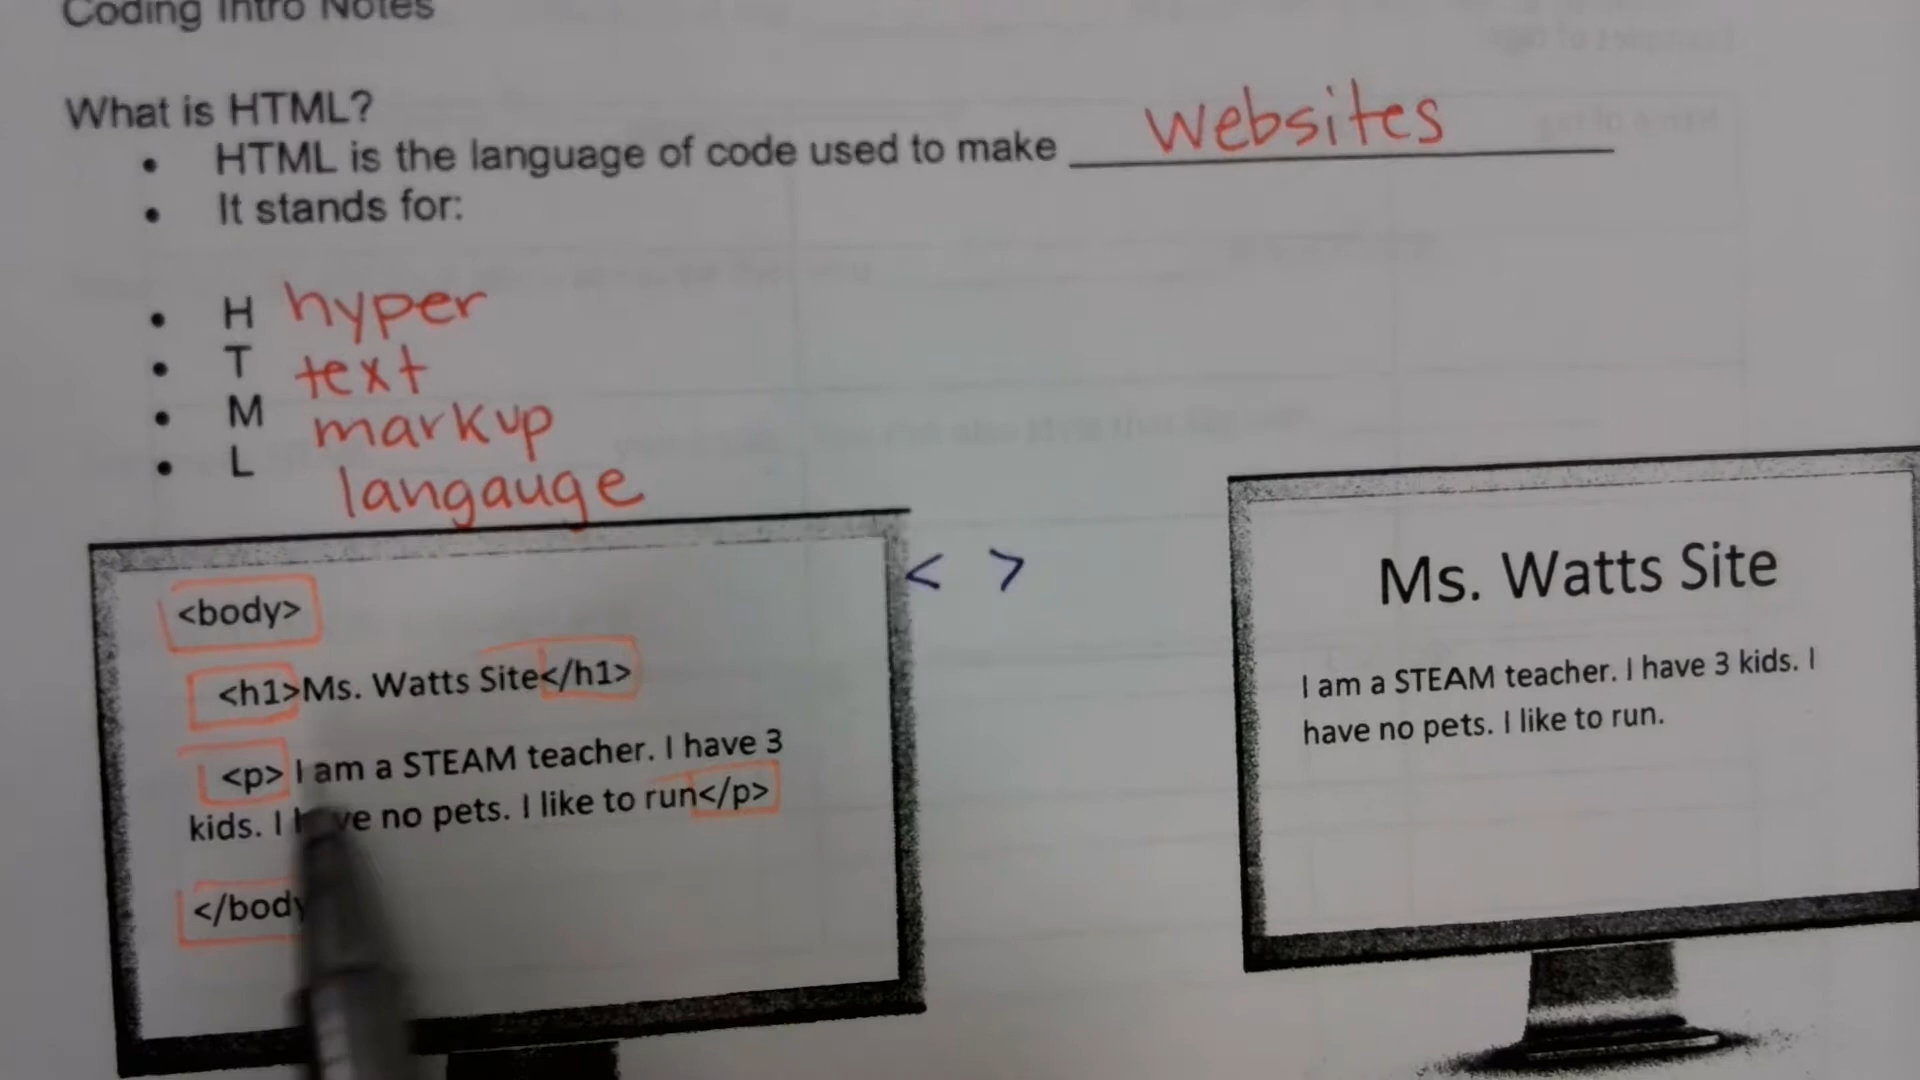 Coding Intro Notes
What is HTML?
• HTML is the language of code used to make websites
• It stands for:
• H hyper
• T text
• M markup
• L langauge
<body>
<h1>Ms. Watts Site</h1>
<p> I am a STEAM teacher. I have 3
kids. I have no pets. I like to run</p>
</body
< >
Ms. Watts Site
I am a STEAM teacher. I have 3 kids. I
have no pets. I like to run.